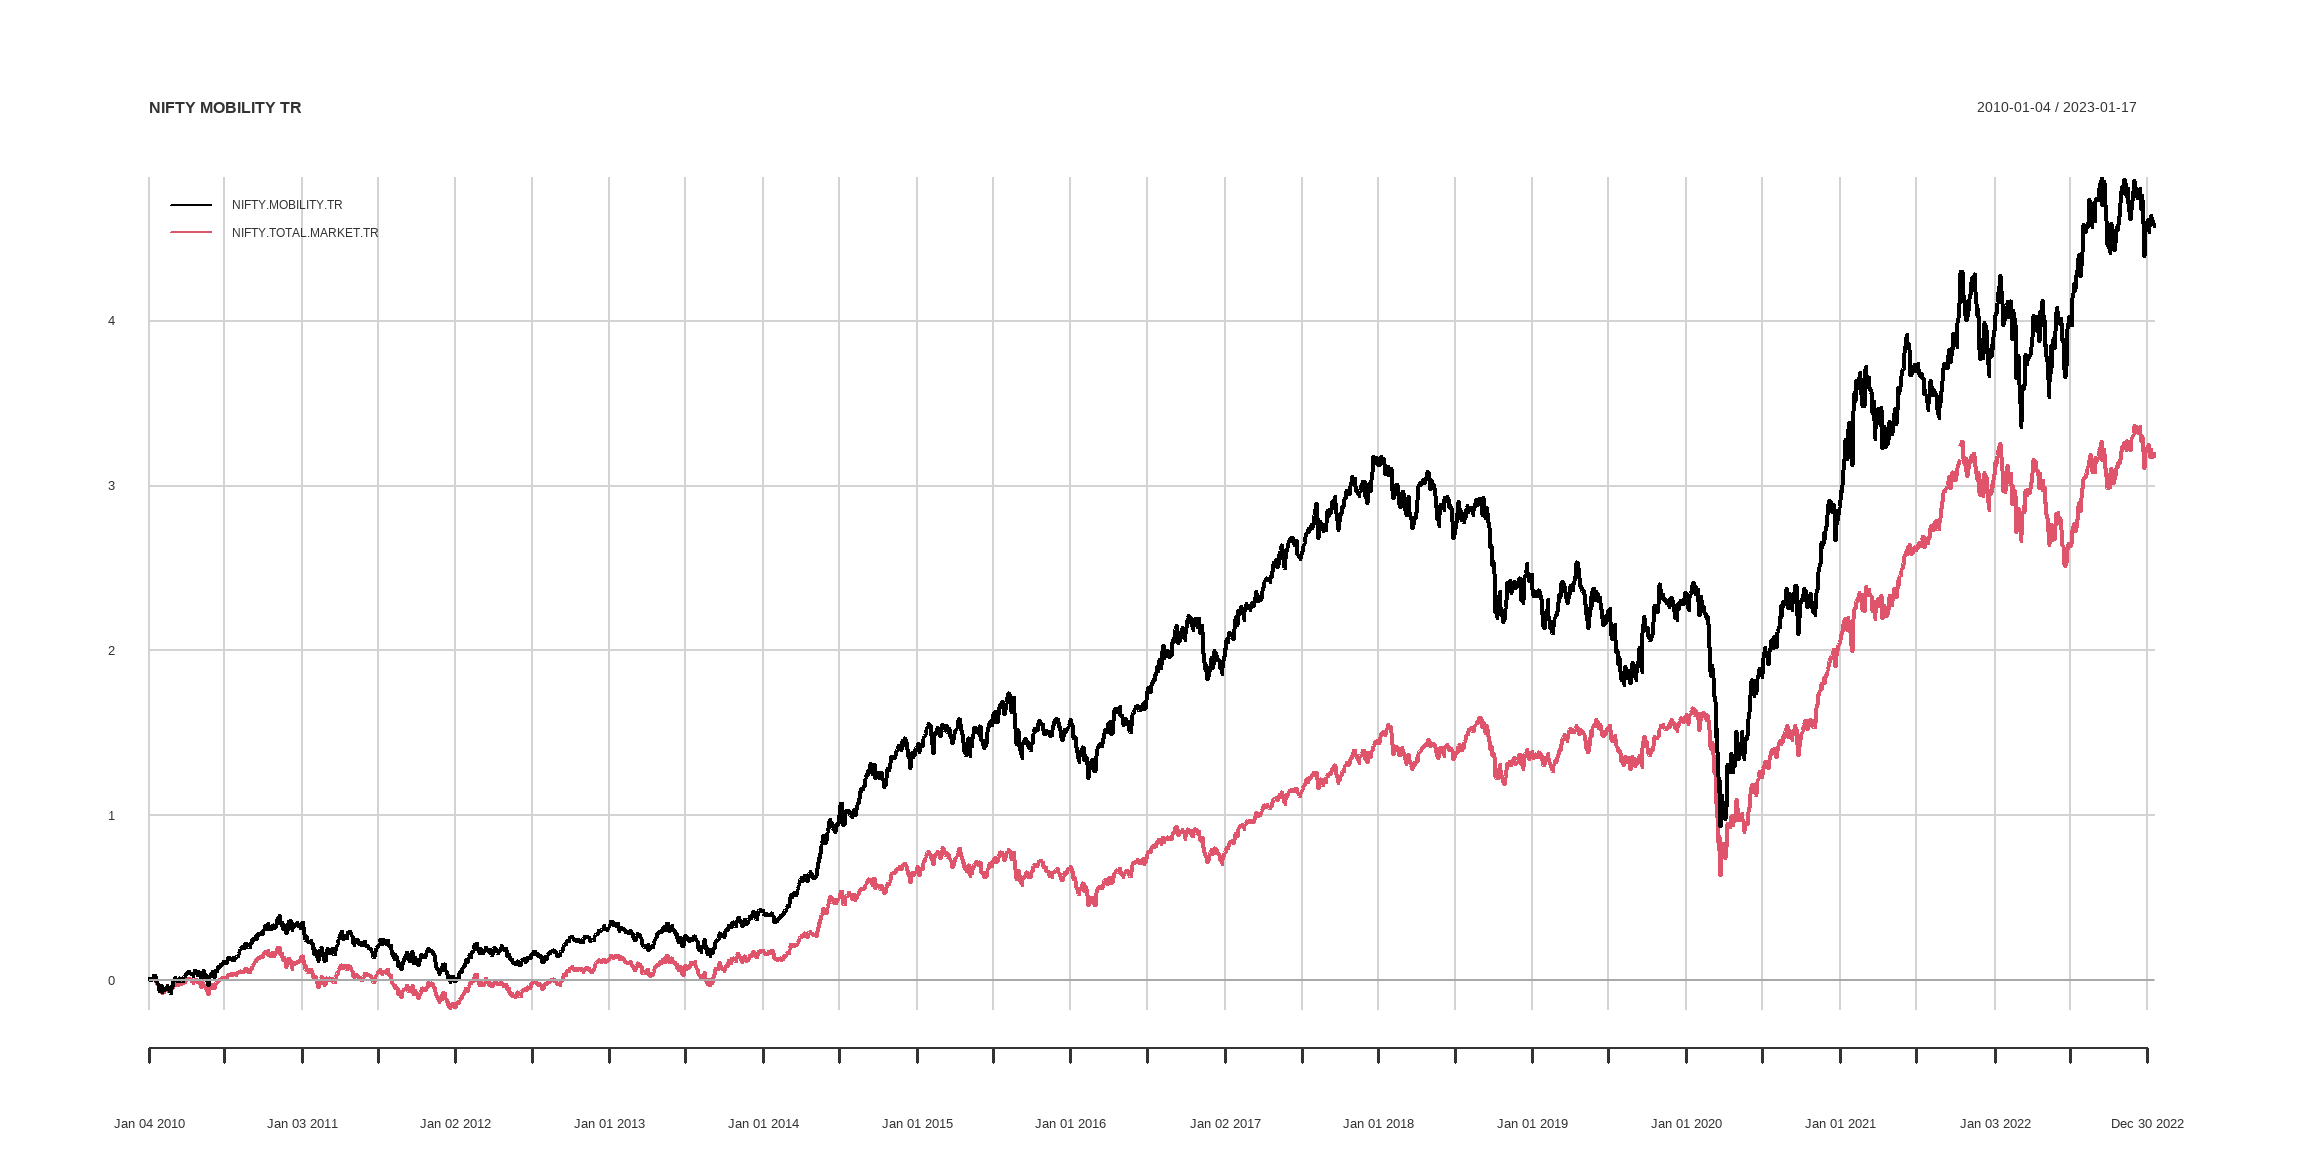 NIFTY MOBILITY TR
2010-01-04 / 2023-01-17
NIFTY.MOBILITY.TR
NIFTY.TOTAL.MARKET.TR
4
3
2
1
0
Jan 04 2010 Jan 03 2011 Jan 02 2012 Jan 01 2013 Jan 01 2014 Jan 01 2015 Jan 01 2016 Jan 02 2017 Jan 01 2018 Jan 01 2019 Jan 01 2020 Jan 01 2021 Jan 03 2022 Dec 30 2022